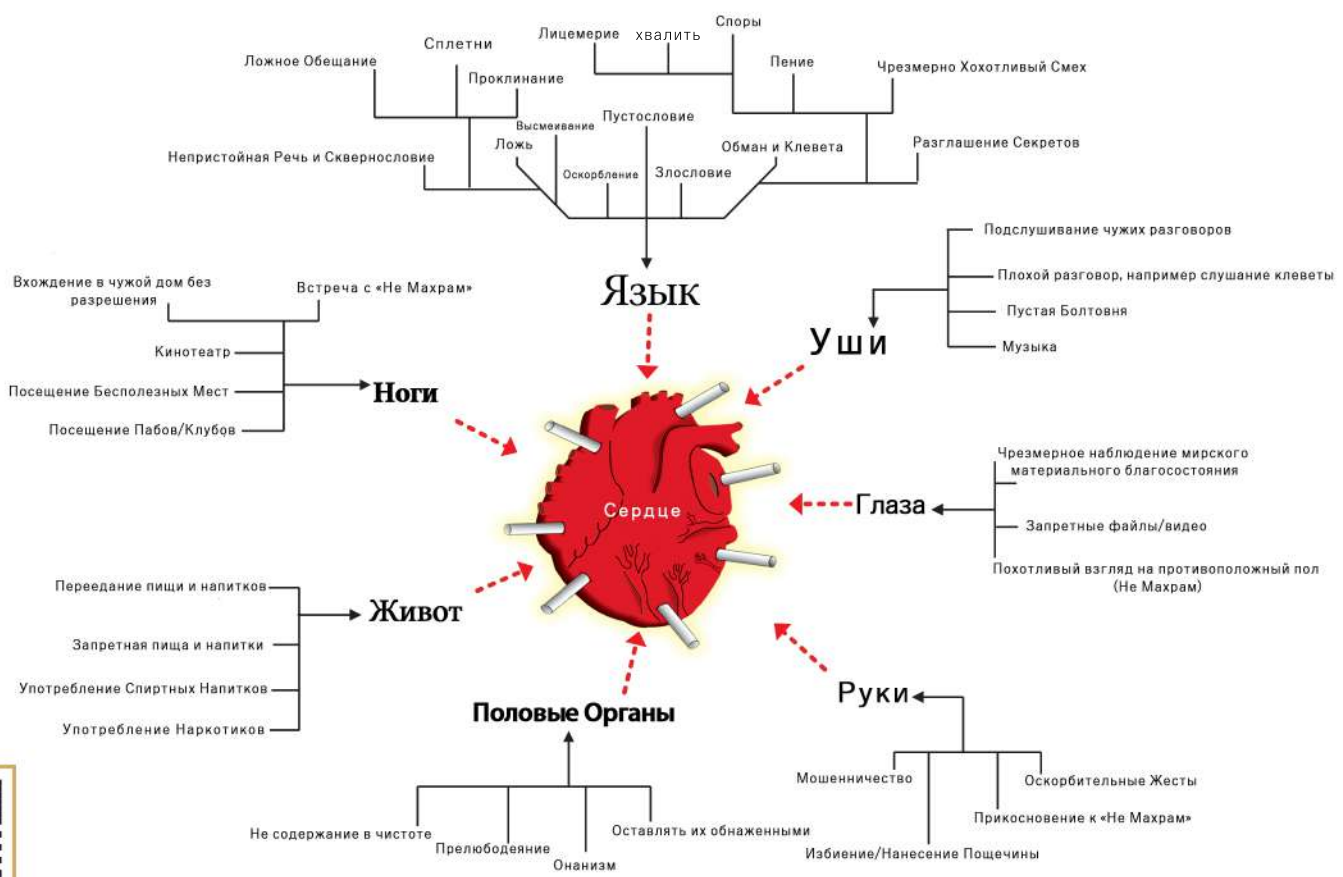 Споры
Лицемерие
хвалить
Сплетни
Ложное Обещание
Пение
Чрезмерно Хохотливый Смех
Проклинание
Пустословие
Высмеивание
Ложь
Обман и Клевета
Разглашение Секретов
Непристойная Речь и Сквернословие
Оскорбление
Злословие
Язык
Подслушивание чужих разговоров
Плохой разговор, например слушание клеветы
Пустая Болтовня
Музыка
Уши
Вхождение в чужой дом без
разрешения
Встреча с «Не Махрам»
Кинотеатр
Посещение Бесполезных Мест
Посещение Пабов/Клубов
Ноги
Сердце
Чрезмерное наблюдение мирского
материального благосостояния
Запретные файлы/видео
Похотливый взгляд на противоположный пол
(Не Махрам)
Глаза
Переедание пищи и напитков
Запретная пища и напитки
Употребление Спиртных Напитков
Употребление Наркотиков
Живот
Половые Органы
Не содержание в чистоте
Прелюбодеяние
Онанизм
Оставлять их обнаженными
Руки
Мошенничество
Оскорбительные Жесты
Прикосновение к «Не Махрам»
Избиение/Нанесение Пощечины